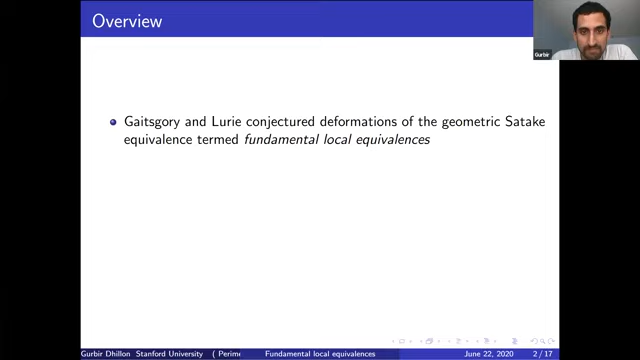 Overview
Gurbir
Gaitsgory and Lurie conjectured deformations of the geometric Satake
equivalence termed fundamental local equivalences
Gurbir Dhillon Stanford University ( Perime
Fundamental local equivalences
June 22, 2020
2 / 17